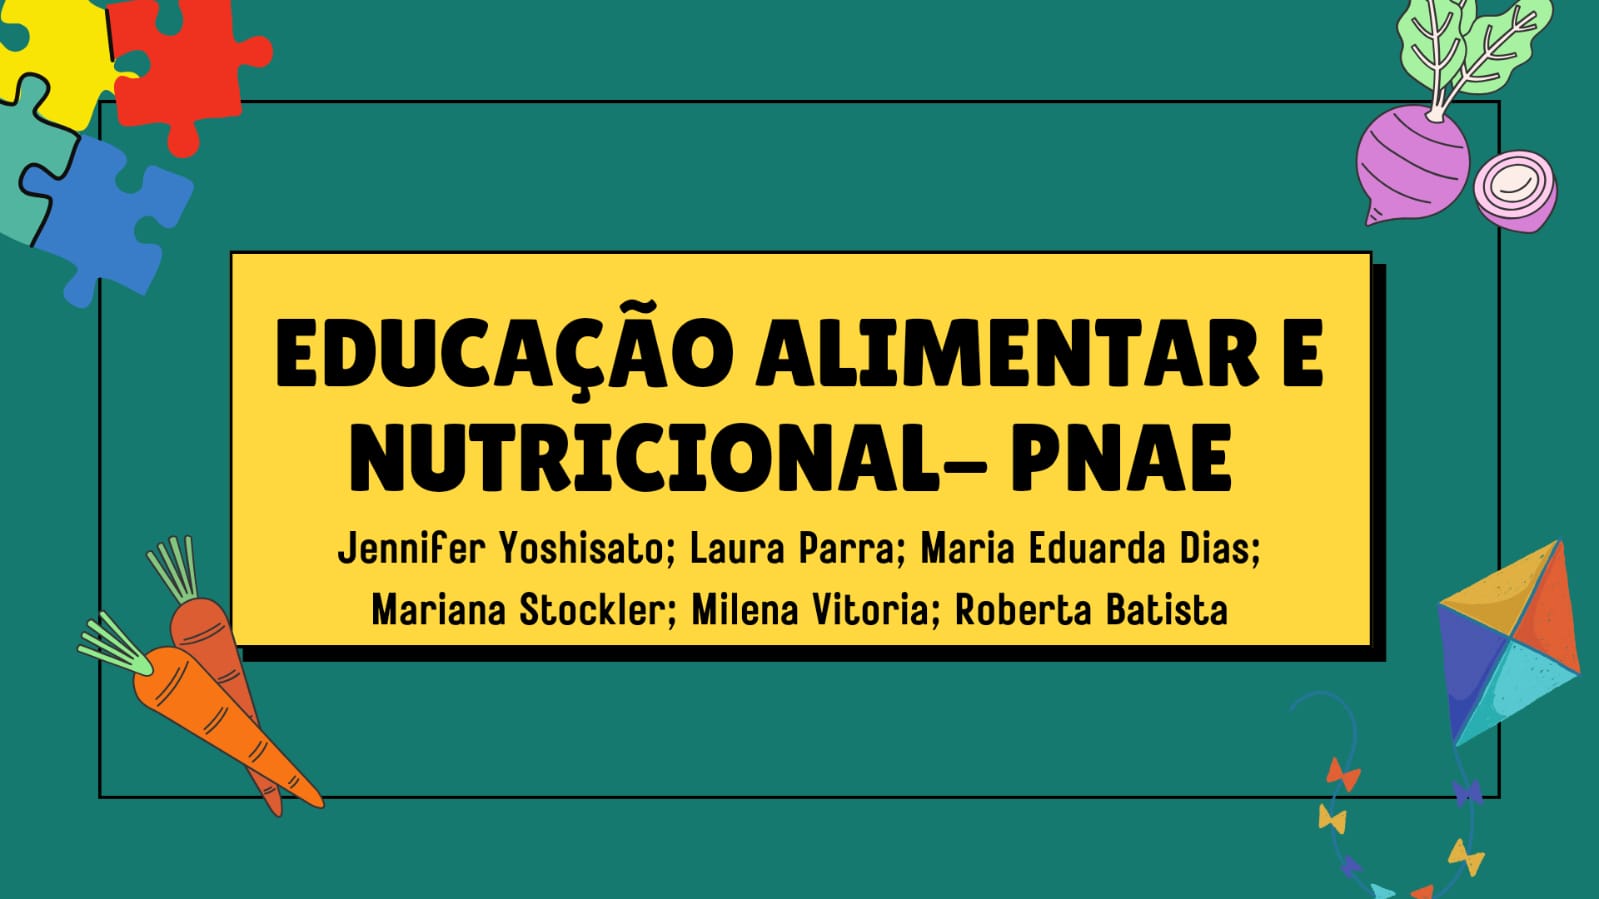 EDUCAÇÃO ALIMENTAR E
NUTRICIONAL- PNAE
Jennifer Yoshisato; Laura Parra; Maria Eduarda Dias;
Mariana Stockler; Milena Vitoria; Roberta Batista